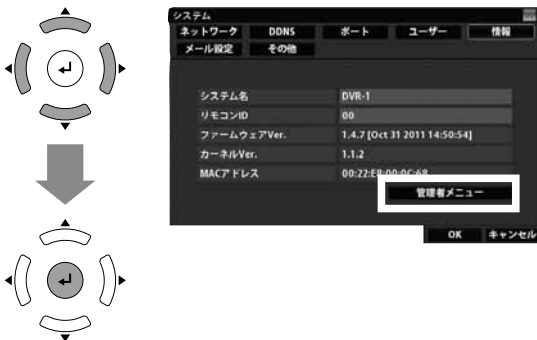 システム
ネットワーク DDNS ポート ユーザー 情報
メール設定 その他
システム名 DVR-1
リモコンID 00
ファームウェアVer. 1.4.7 [Oct 31 2011 14:50:54]
カーネルVer. 1.1.2
MACアドレス 00:22:E8:00:0C:68
管理者メニュー
OK キャンセル